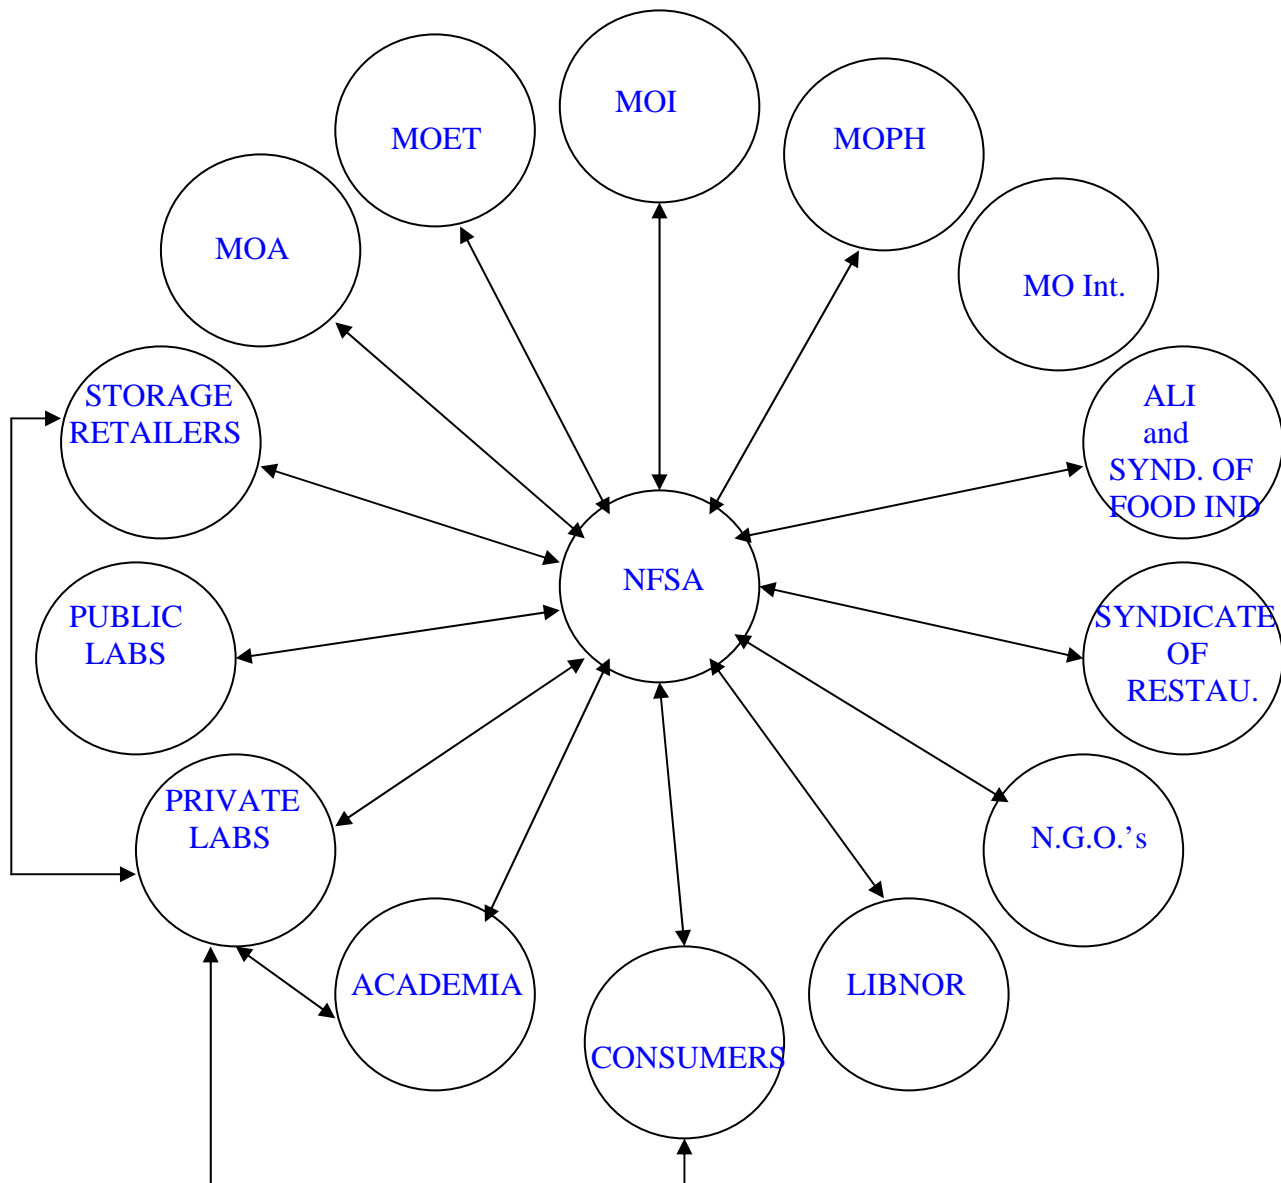 MOI
MOET
MOPH
MOA
MO Int.
STORAGE
RETAILERS
ALI
and
SYND. OF
FOOD IND
NFSA
PUBLIC
LABS
SYNDICATE
OF
RESTAU.
PRIVATE
LABS
N.G.O.’s
ACADEMIA
LIBNOR
CONSUMERS